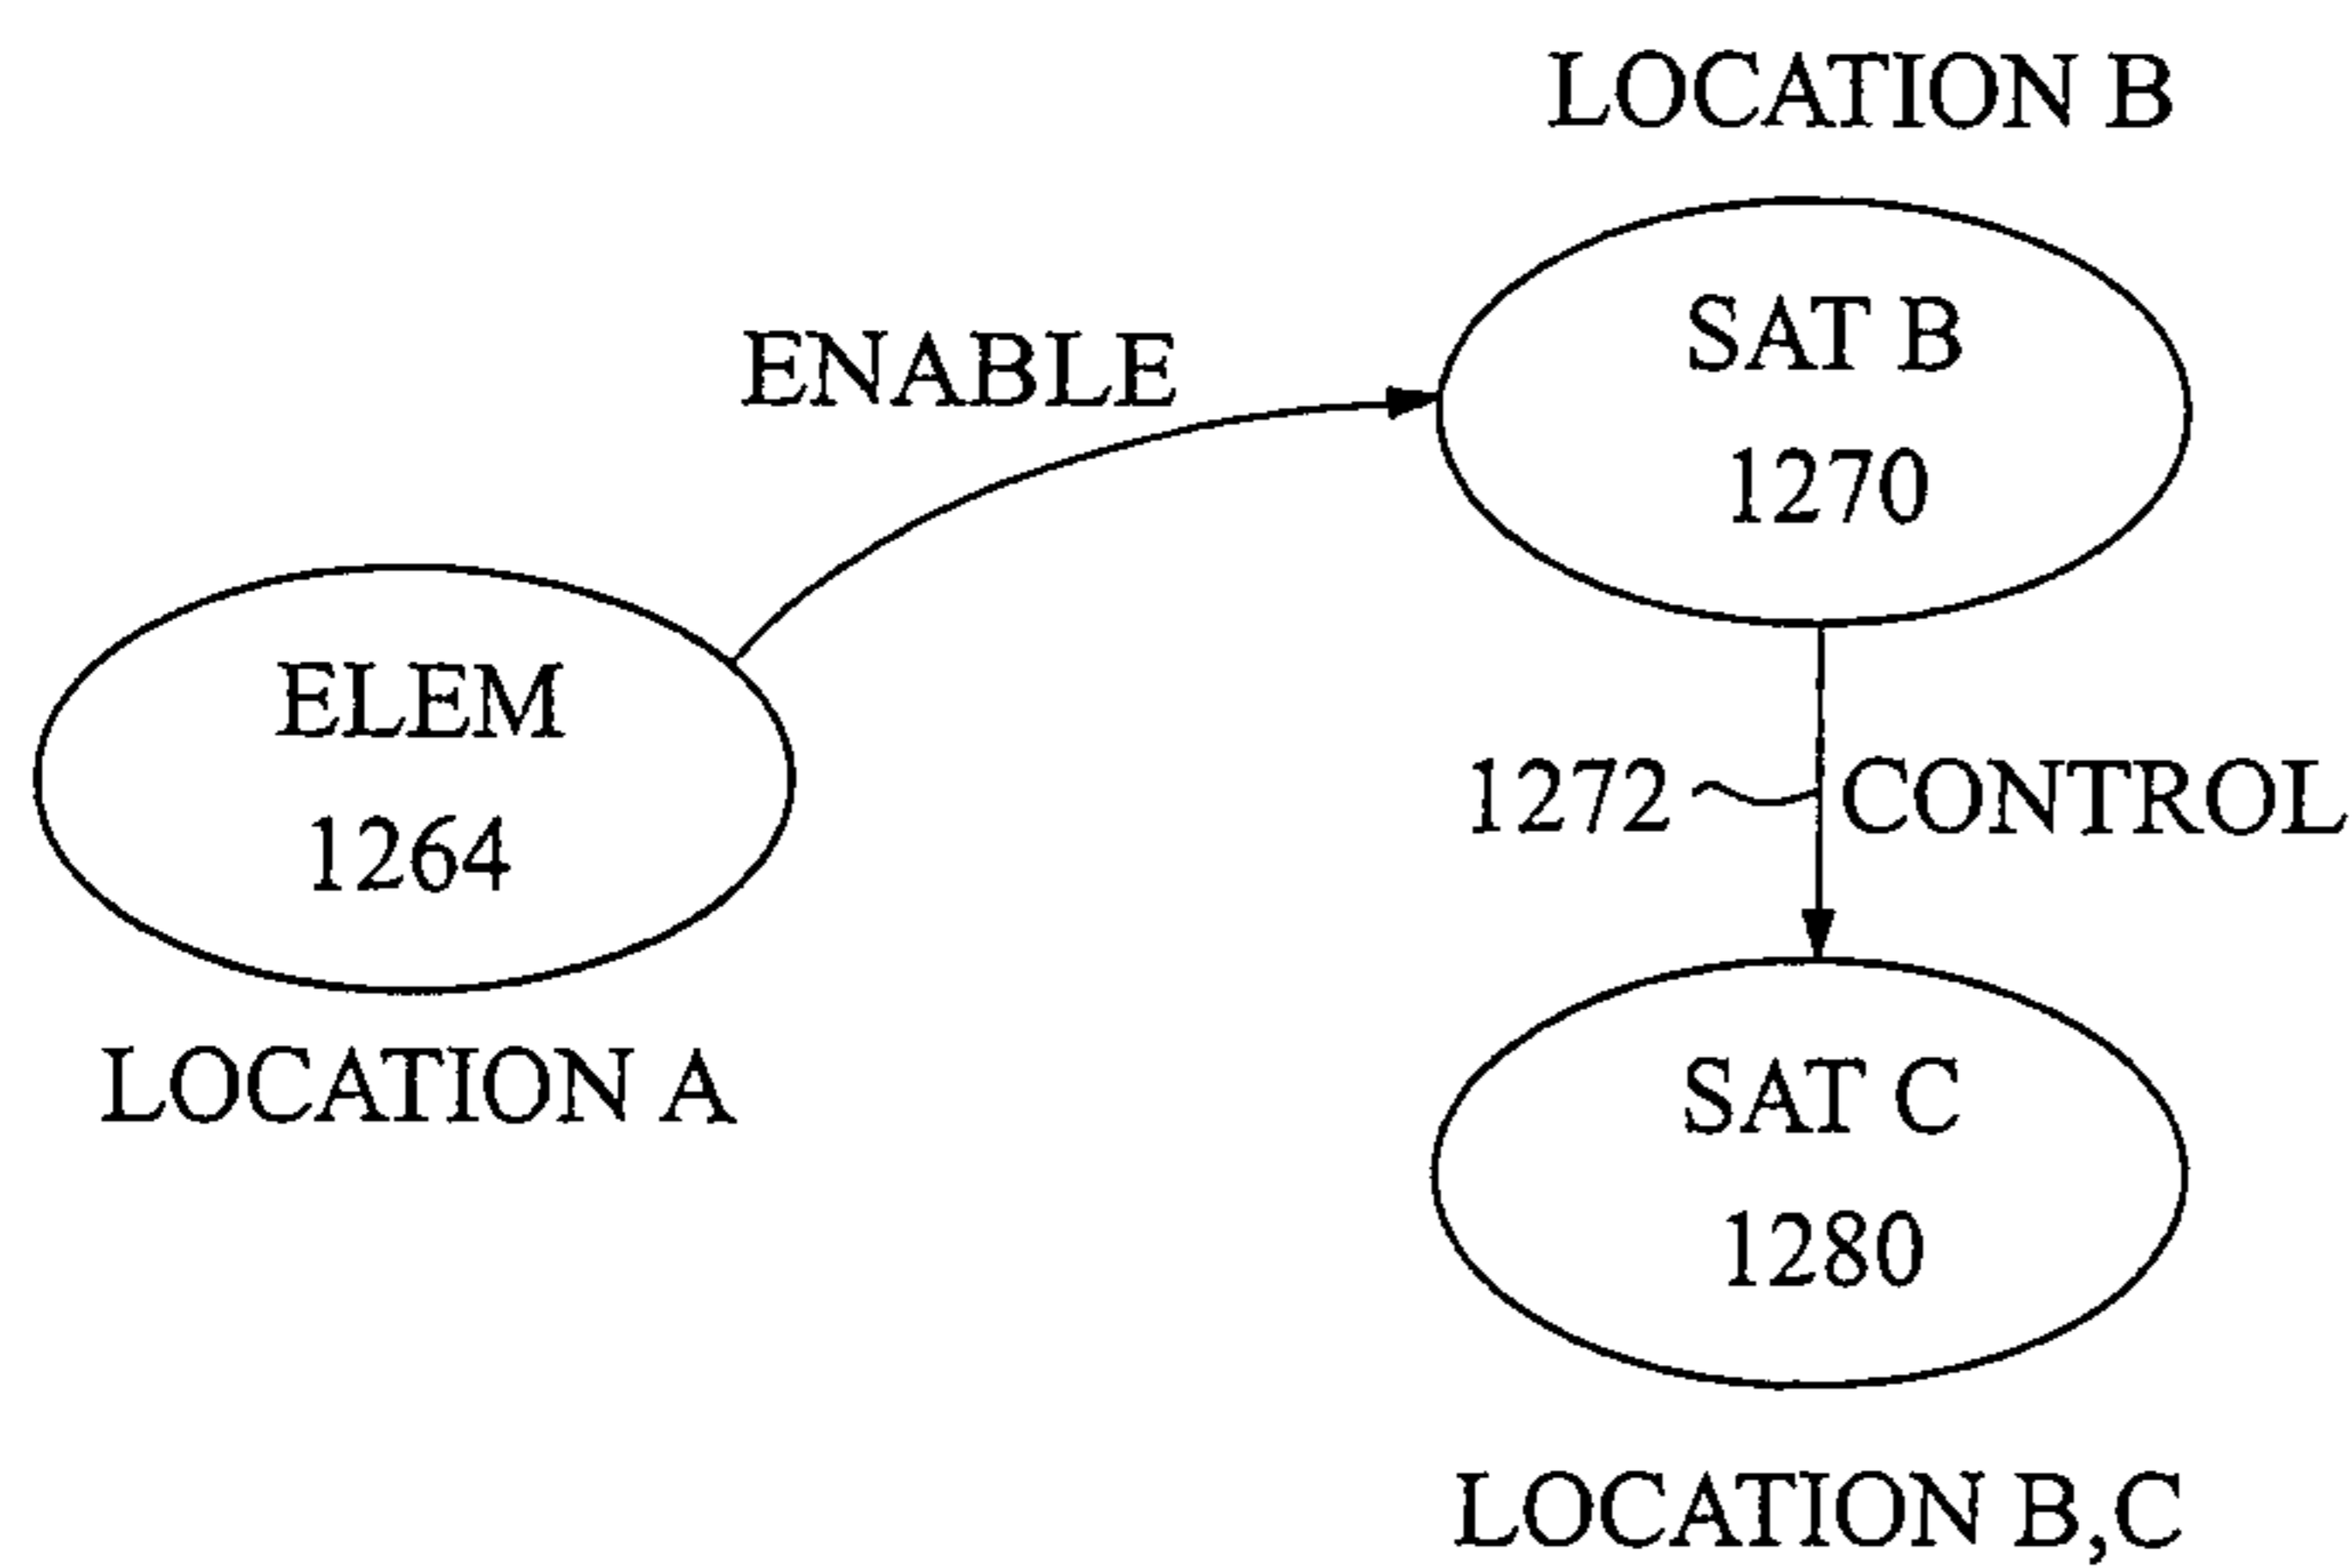 LOCATION B
SAT B
1270
ENABLE
ELEM
1264
LOCATION A
1272
CONTROL
SAT C
1280
LOCATION B,C